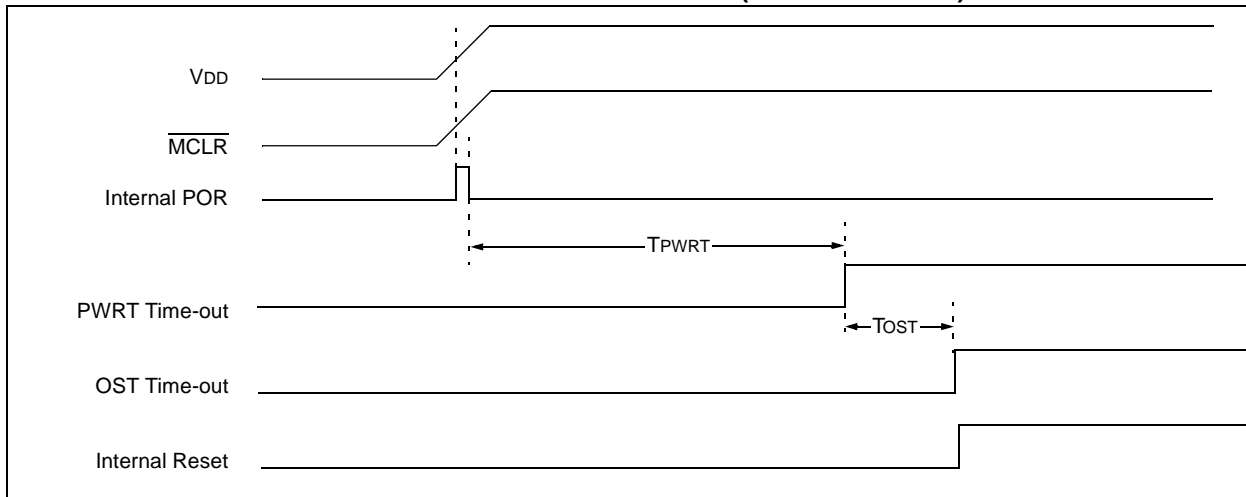 VDD
MCLR
Internal POR
TPWRT
PWRT Time-out
TOST
OST Time-out
Internal Reset